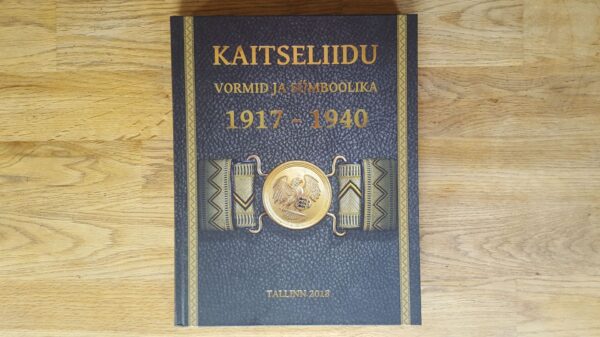 KAITSELIIDU
VORMID JA SÜMBOOLIKA
1917 - 1940
TALLINN 2018